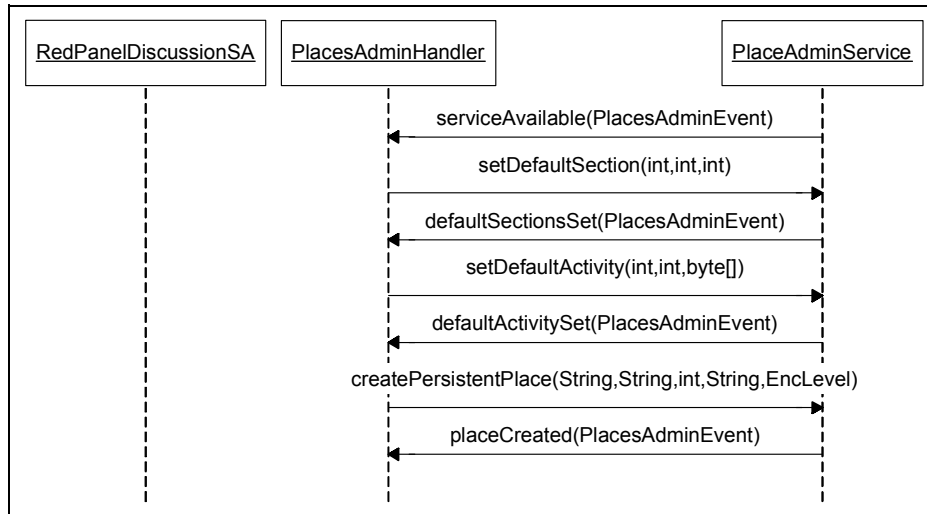 RedPanelDiscussionSA
PlacesAdminHandler
PlaceAdminService
serviceAvailable(PlacesAdminEvent)
setDefaultSection(int,int,int)
defaultSectionsSet(PlacesAdminEvent)
setDefaultActivity(int,int,byte[])
defaultActivitySet(PlacesAdminEvent)
createPersistentPlace(String,String,int,String,EncLevel)
placeCreated(PlacesAdminEvent)